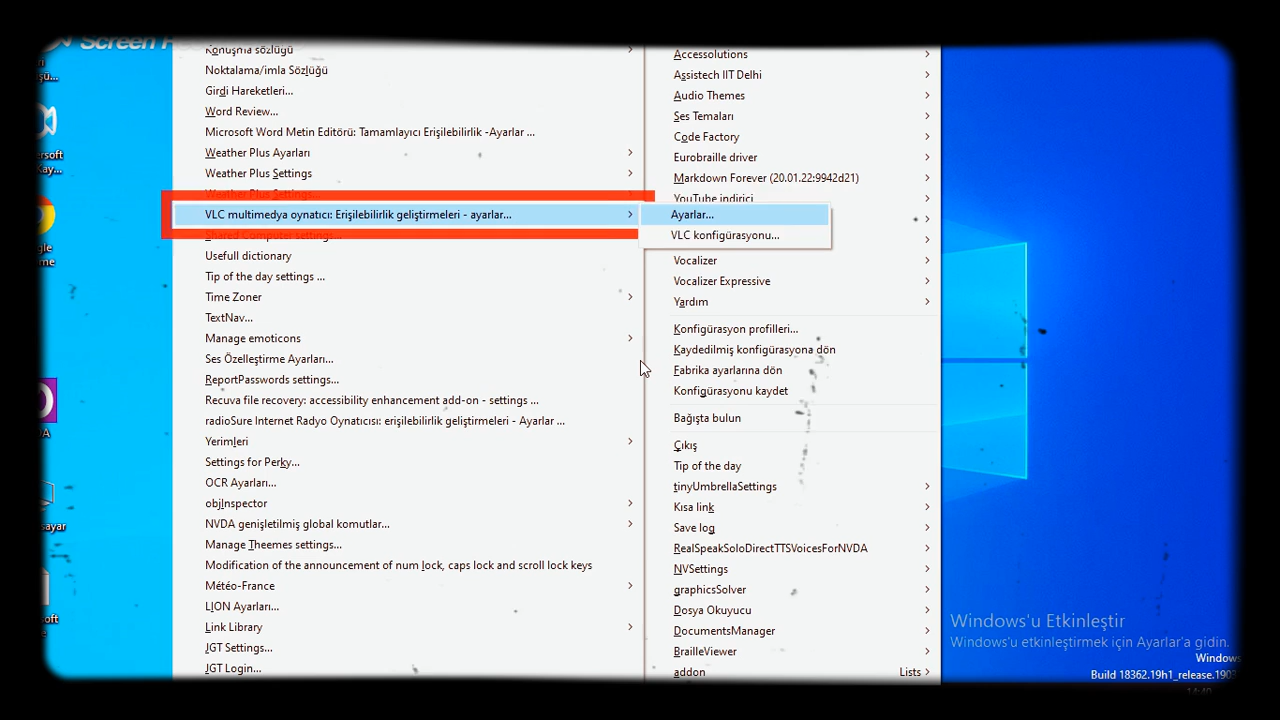 Screen
Konuşma sözlüğü
Noktalama/imla Sözlüğü
Girdi Hareketleri...
Word Review...
Microsoft Word Metin Editörü: Tamamlayıcı Erişilebilirlik -Ayarlar ...
Weather Plus Ayarları
Weather Plus Settings
Weather Plus Settings...
VLC multimedya oynatıcı: Erişilebilirlik geliştirmeleri - ayarlar...
Shared Computer settings...
Usefull dictionary
Tip of the day settings ...
Time Zoner
TextNav...
Manage emoticons
Ses Özelleştirme Ayarları...
ReportPasswords settings...
Recuva file recovery: accessibility enhancement add-on - settings ...
radioSure Internet Radyo Oynatıcısı: erişilebilirlik geliştirmeleri - Ayarlar ...
Yerimleri
Settings for Perky...
OCR Ayarları...
objInspector
NVDA genişletilmiş global komutlar...
Manage Theemes settings...
Modification of the announcement of num lock, caps lock and scroll lock keys
Météo-France
LION Ayarları...
Link Library
JGT Settings...
JGT Login...
Accessolutions
Assistech IIT Delhi
Audio Themes
Ses Temaları
Code Factory
Eurobraille driver
Markdown Forever (20.01.22:9942d21)
YouTube indirici
Ayarlar...
VLC konfigürasyonu...
Vocalizer
Vocalizer Expressive
Yardım
Konfigürasyon profilleri...
Kaydedilmiş konfigürasyona dön
Fabrika ayarlarına dön
Konfigürasyonu kaydet
Bağışta bulun
Çıkış
Tip of the day
tinyUmbrellaSettings
Kısa link
Save log
RealSpeakSoloDirectTTSVoicesForNVDA
NVSettings
graphicsSolver
Dosya Okuyucu
DocumentsManager
BrailleViewer
addon Lists
Windows'u Etkinleştir
Windows'u etkinleştirmek için Ayarlar'a gidin.
Windows
Build 18362.19h1_release.1903
14:40